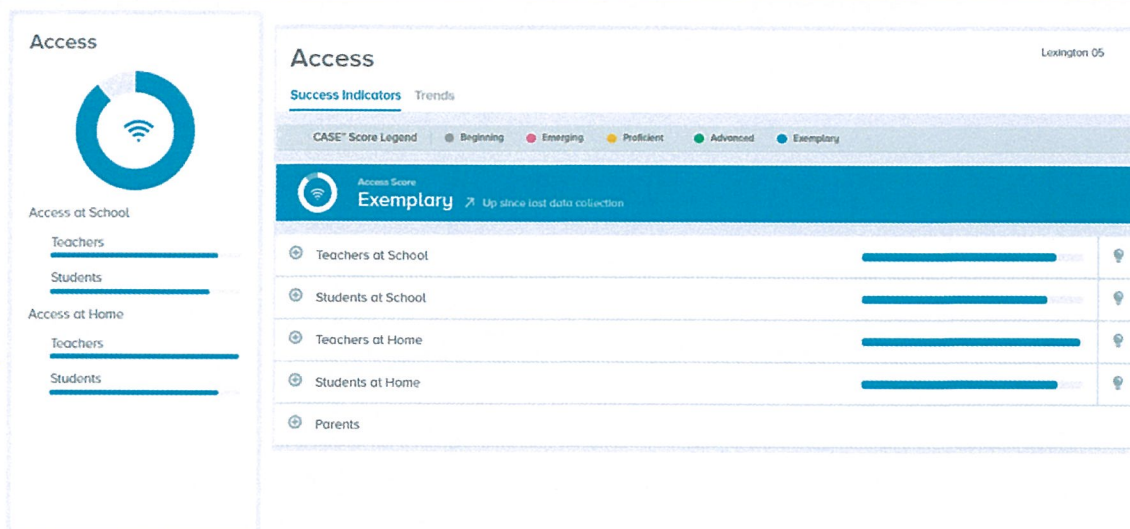 Access
Access at School
Teachers
Students
Access at Home
Teachers
Students
Access
Lexington 05
Success Indicators Trends
CASE™ Score Legend Beginning Emerging Proficient Advanced Exemplary
Access Score
Exemplary ↗ Up since last data collection
Teachers at School
Students at School
Teachers at Home
Students at Home
Parents